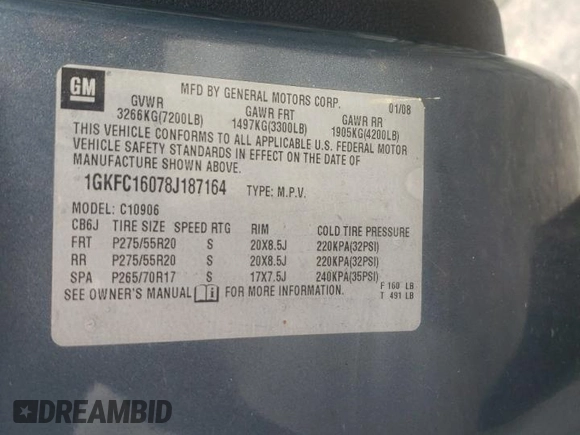 GM
MFD BY GENERAL MOTORS CORP. 01/08
GVWR GAWR FRT GAWR RR
3266KG(7200LB) 1497KG(3300LB) 1905KG(4200LB)
THIS VEHICLE CONFORMS TO ALL APPLICABLE U.S. FEDERAL MOTOR
VEHICLE SAFETY STANDARDS IN EFFECT ON THE DATE OF
MANUFACTURE SHOWN ABOVE.
1GKFC16078J187164 TYPE: M.P.V.
MODEL: C10906
CB6J TIRE SIZE SPEED RTG RIM COLD TIRE PRESSURE
FRT P275/55R20 S 20X8.5J 220KPA(32PSI)
RR P275/55R20 S 20X8.5J 220KPA(32PSI)
SPA P265/70R17 S 17X7.5J 240KPA(35PSI)
SEE OWNER'S MANUAL FOR MORE INFORMATION.
F 160 LB
T 491 LB
DREAMBID